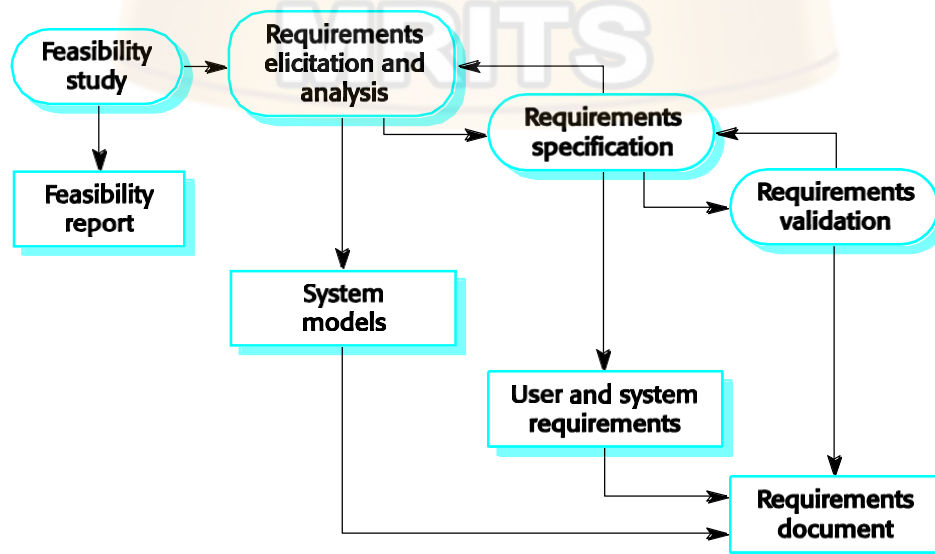 MRITS
Feasibility
study
Requirements
elicitation and
analysis
Requirements
specification
Requirements
validation
Feasibility
report
System
models
User and system
requirements
Requirements
document